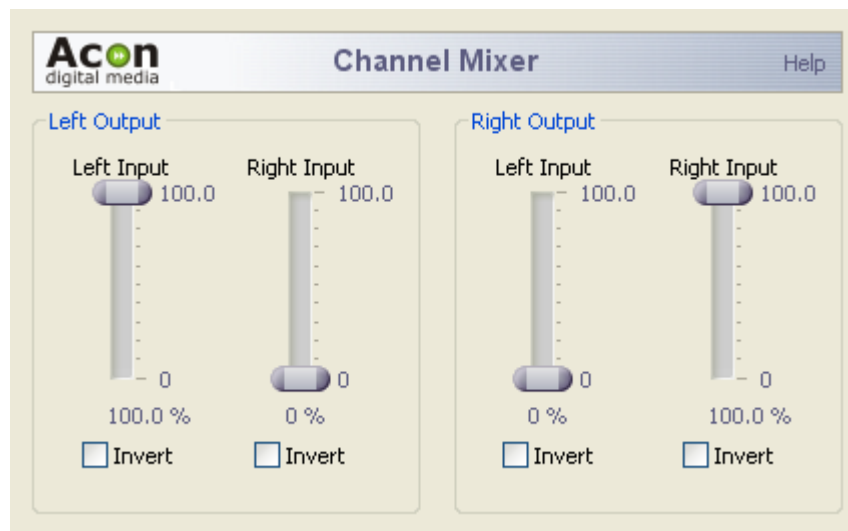 Acon
digital media
Channel Mixer
Help
Left Output
Left Input
100.0
0
100.0 %
Invert
Right Input
100.0
0
0 %
Invert
Right Output
Left Input
100.0
0
0 %
Invert
Right Input
100.0
0
100.0 %
Invert